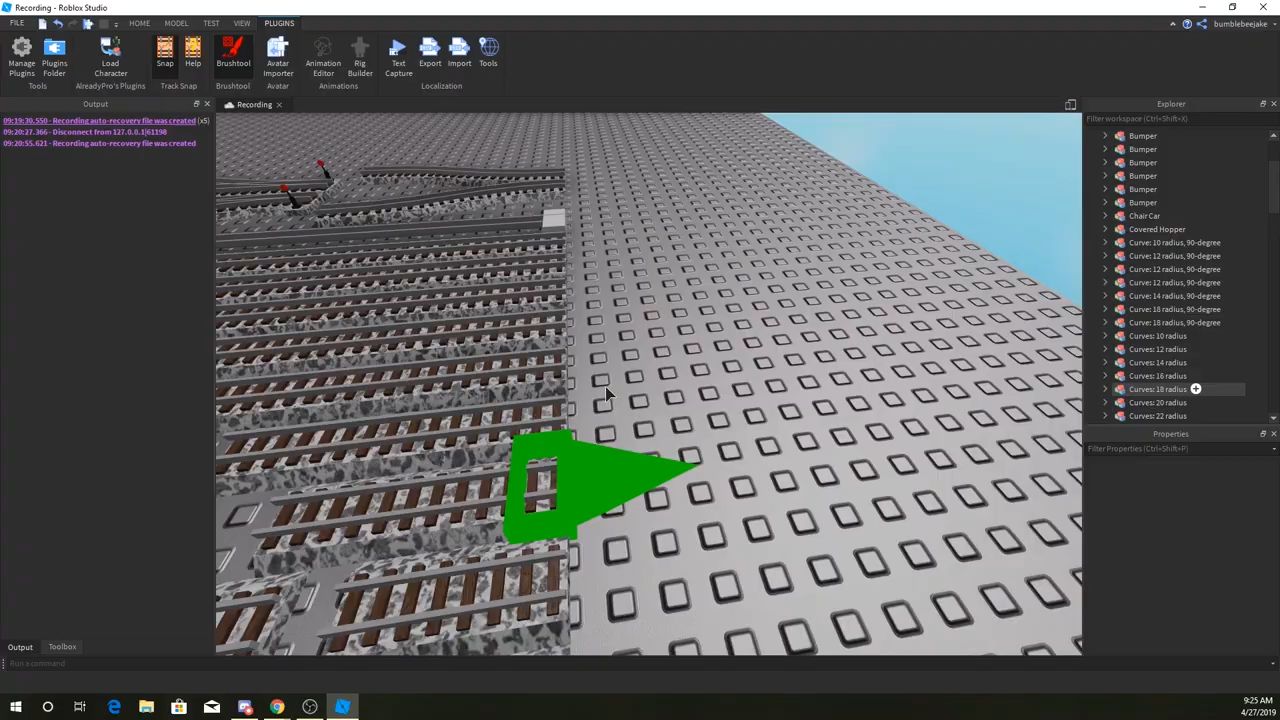 Recording - Roblox Studio
FILE HOME MODEL TEST VIEW PLUGINS bumblebeejake
Manage Plugins Plugins Folder Load Character Snap Help Brushtool Avatar Importer Animation Editor Rig Builder Text Capture Export Import Tools
Tools AlreadyPro's Plugins Track Snap Brushtool Avatar Animations Localization
Output Recording Explorer
Filter workspace (Ctrl+Shift+X)
09:19:30.550 - Recording auto-recovery file was created (x5)
09:20:27.366 - Disconnect from 127.0.0.1|61198
09:20:55.621 - Recording auto-recovery file was created
Bumper
Bumper
Bumper
Bumper
Bumper
Bumper
Chair Car
Covered Hopper
Curve: 10 radius, 90-degree
Curve: 12 radius, 90-degree
Curve: 12 radius, 90-degree
Curve: 12 radius, 90-degree
Curve: 14 radius, 90-degree
Curve: 18 radius, 90-degree
Curve: 18 radius, 90-degree
Curves: 10 radius
Curves: 12 radius
Curves: 14 radius
Curves: 16 radius
Curves: 18 radius
Curves: 20 radius
Curves: 22 radius
Properties
Filter Properties (Ctrl+Shift+P)
Output Toolbox
Run a command
9:25 AM
4/27/2019